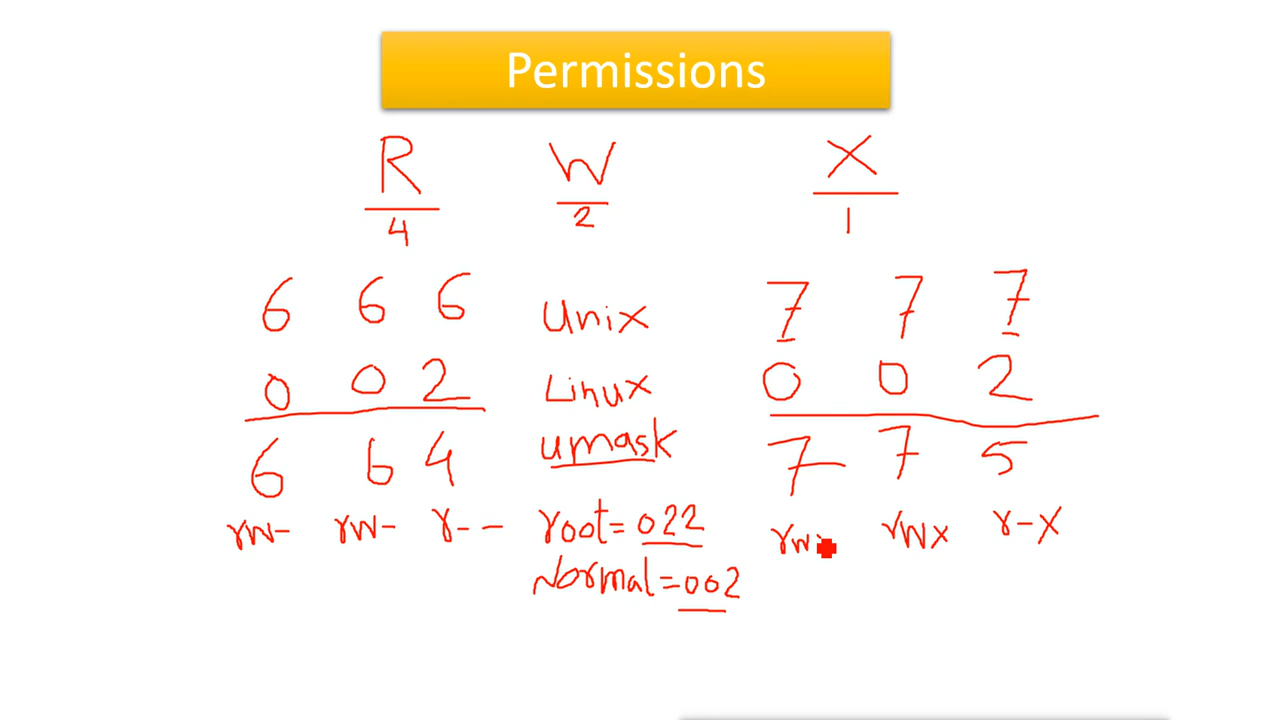 Permissions
R W X
4 2 1
6 6 6 Unix 7 7 7
0 0 2 Linux 0 0 2
6 6 4 umask 7 7 5
rw- rw- r-- root=022 rwx r-x
Normal=002